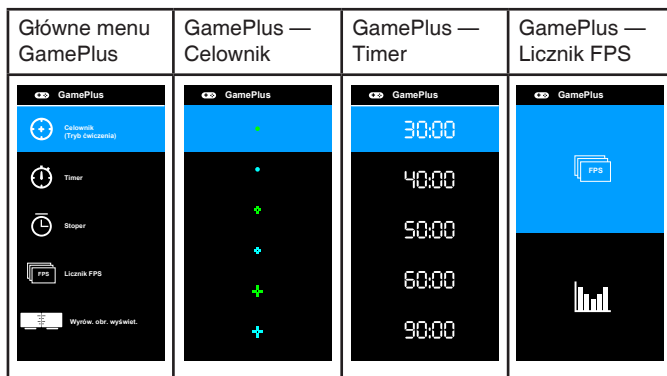 Główne menu
GamePlus
GamePlus —
Celownik
GamePlus —
Timer
GamePlus —
Licznik FPS
GamePlus
Celownik
(Tryb ćwiczenia)
Timer
Stoper
FPS
Licznik FPS
Wyrów. obr. wyświet.
GamePlus
GamePlus
30:00
40:00
50:00
60:00
90:00
GamePlus
FPS